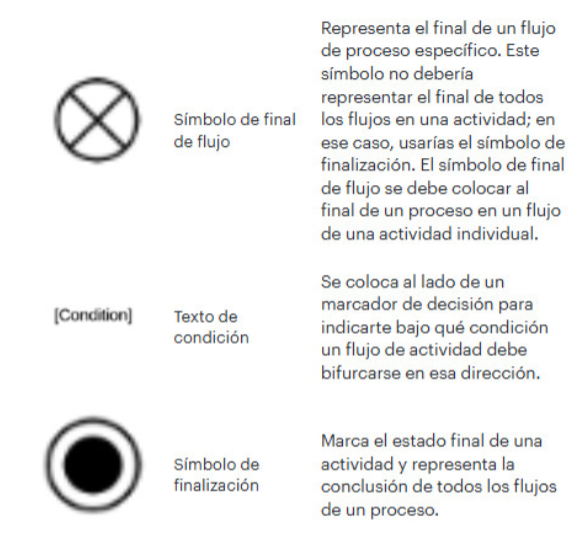 Símbolo de final
de flujo
Representa el final de un flujo
de proceso específico. Este
símbolo no debería
representar el final de todos
los flujos en una actividad; en
ese caso, usarías el símbolo de
finalización. El símbolo de final
de flujo se debe colocar al
final de un proceso en un flujo
de una actividad individual.
[Condition]
Texto de
condición
Se coloca al lado de un
marcador de decisión para
indicarte bajo qué condición
un flujo de actividad debe
bifurcarse en esa dirección.
Símbolo de
finalización
Marca el estado final de una
actividad y representa la
conclusión de todos los flujos
de un proceso.